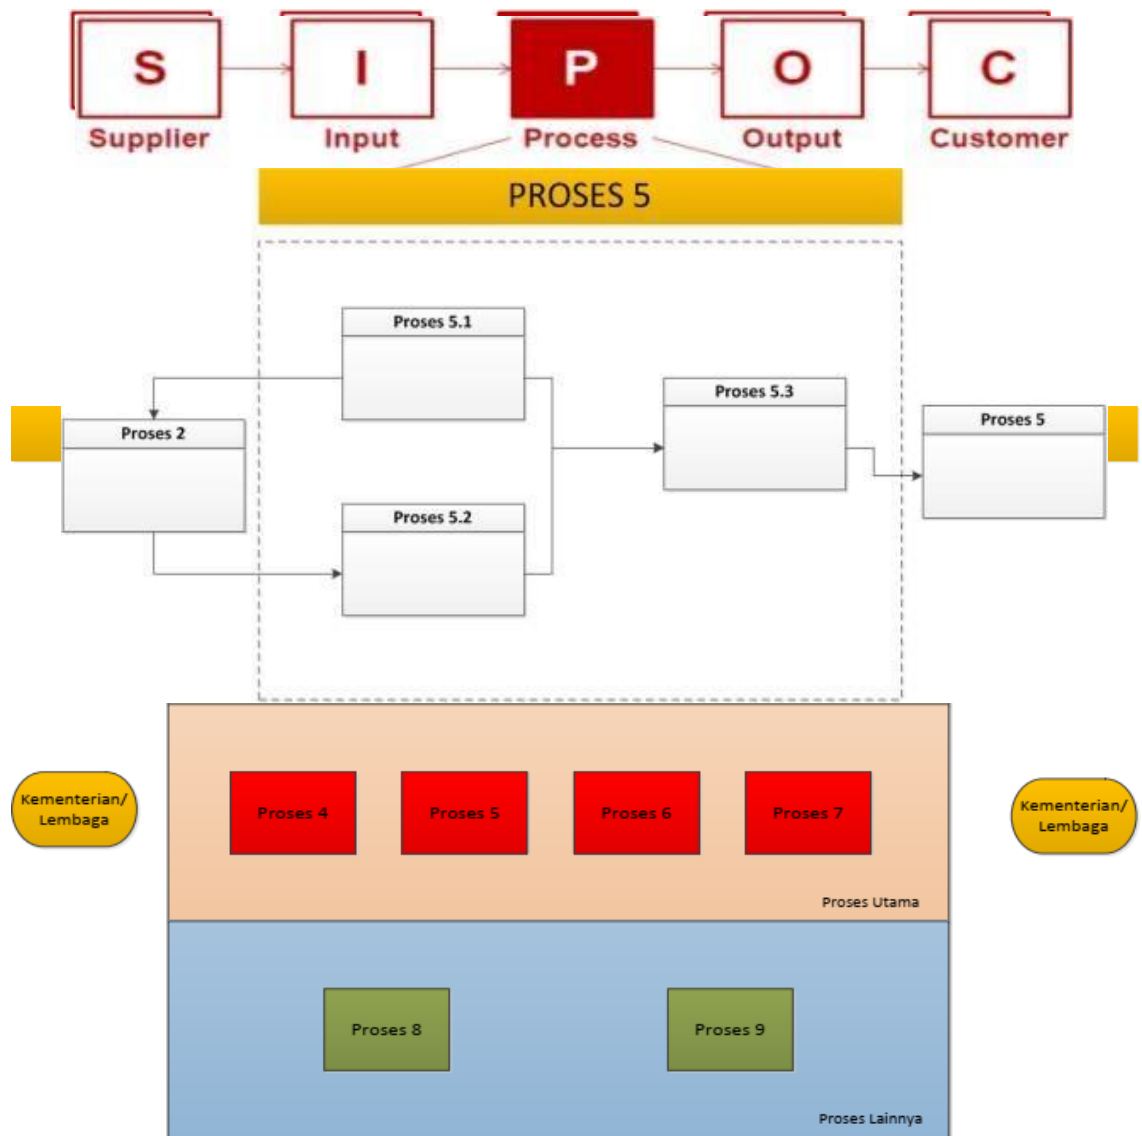 S I P O C
Supplier Input Process Output Customer
PROSES 5
Proses 5.1
Proses 5.3
Proses 5
Proses 2
Proses 5.2
Kementerian/
Lembaga
Proses 4 Proses 5 Proses 6 Proses 7
Kementerian/
Lembaga
Proses Utama
Proses 8 Proses 9
Proses Lainnya